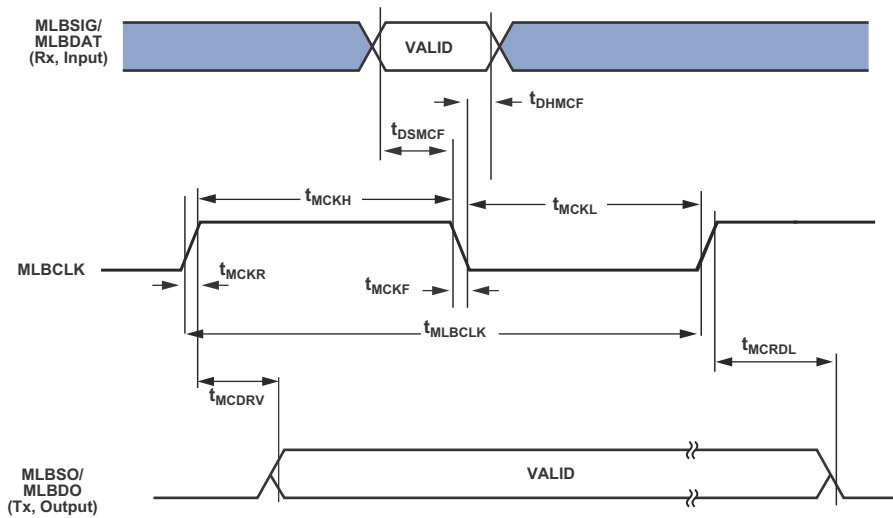 MLBSIG/
MLBDAT
(Rx, Input)
VALID
tDHMCF
tDSMCF
tMCKH
tMCKL
MLBCLK
tMCKR
tMCKF
tMLBCLK
tMCRDL
tMCDRV
MLBSO/
MLBDO
(Tx, Output)
VALID